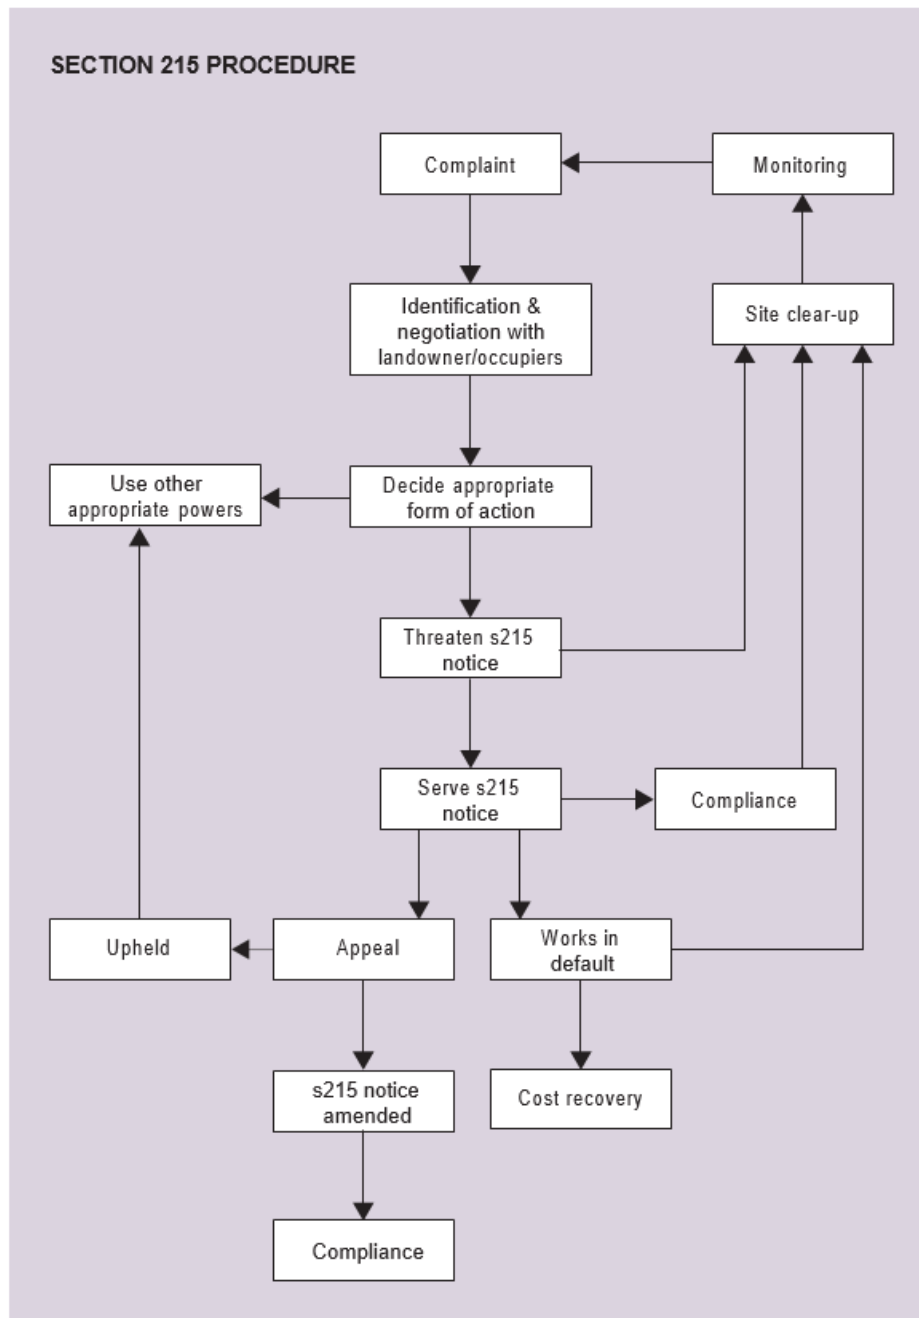 SECTION 215 PROCEDURE
Complaint
Monitoring
Identification &
negotiation with
landowner/occupiers
Site clear-up
Use other
appropriate powers
Decide appropriate
form of action
Threaten s215
notice
Serve s215
notice
Compliance
Upheld
Appeal
Works in
default
s215 notice
amended
Cost recovery
Compliance